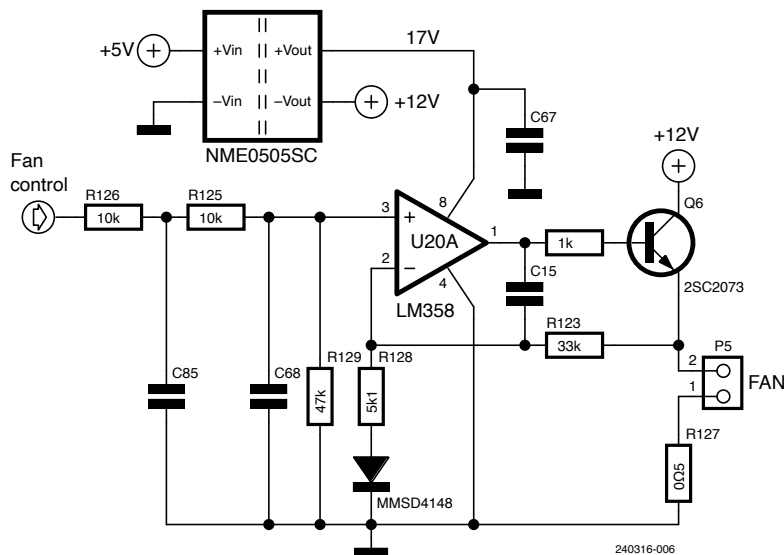 +5V
+Vin
+Vout
17V
–Vin
–Vout
+12V
NME0505SC
C67
+12V
Fan
control
R126
10k
R125
10k
3
+
8
U20A
1
2
–
4
LM358
1k
Q6
2SC2073
C15
R123
33k
P5
2
1
FAN
C85
C68
R129
47k
R128
5k1
MMSD4148
R127
0Ω5
240316-006